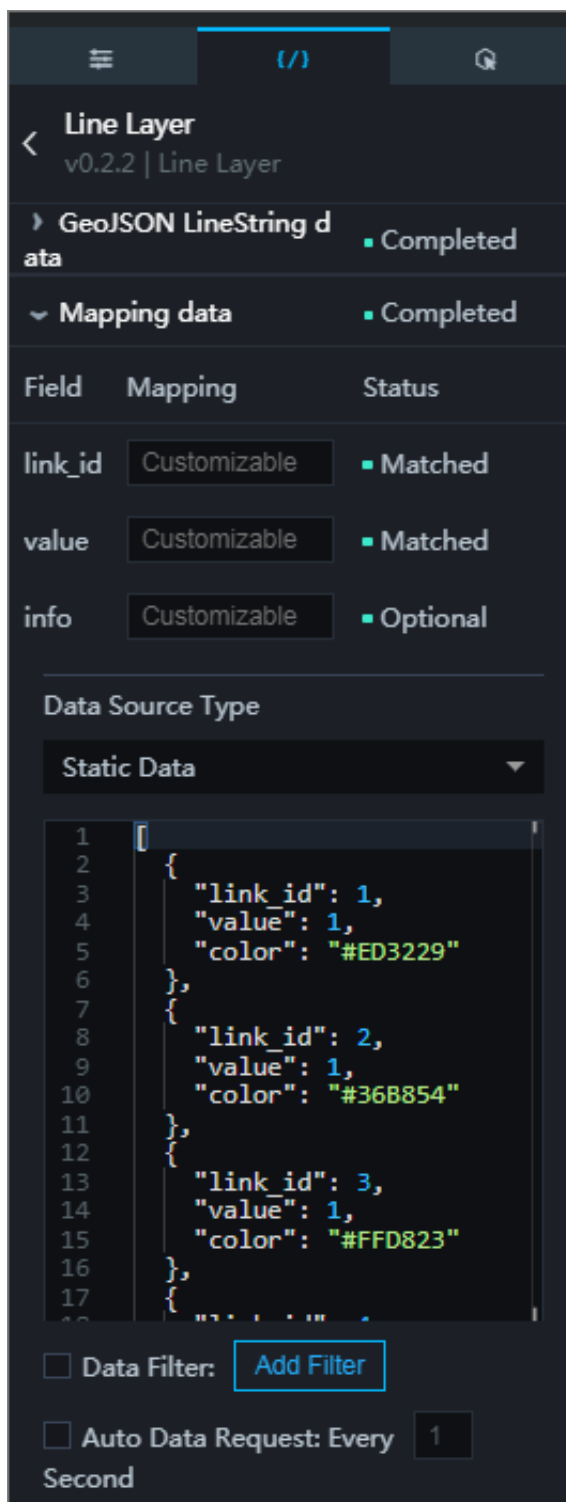 {/}
Line Layer
v0.2.2 | Line Layer
GeoJSON LineString d
ata
Completed
Mapping data Completed
Field Mapping Status
link_id Customizable Matched
value Customizable Matched
info Customizable Optional
Data Source Type
Static Data
1 [
2 {
3 "link_id": 1,
4 "value": 1,
5 "color": "#ED3229"
6 },
7 {
8 "link_id": 2,
9 "value": 1,
10 "color": "#36B854"
11 },
12 {
13 "link_id": 3,
14 "value": 1,
15 "color": "#FFD823"
16 },
17 {
Data Filter: Add Filter
Auto Data Request: Every 1
Second